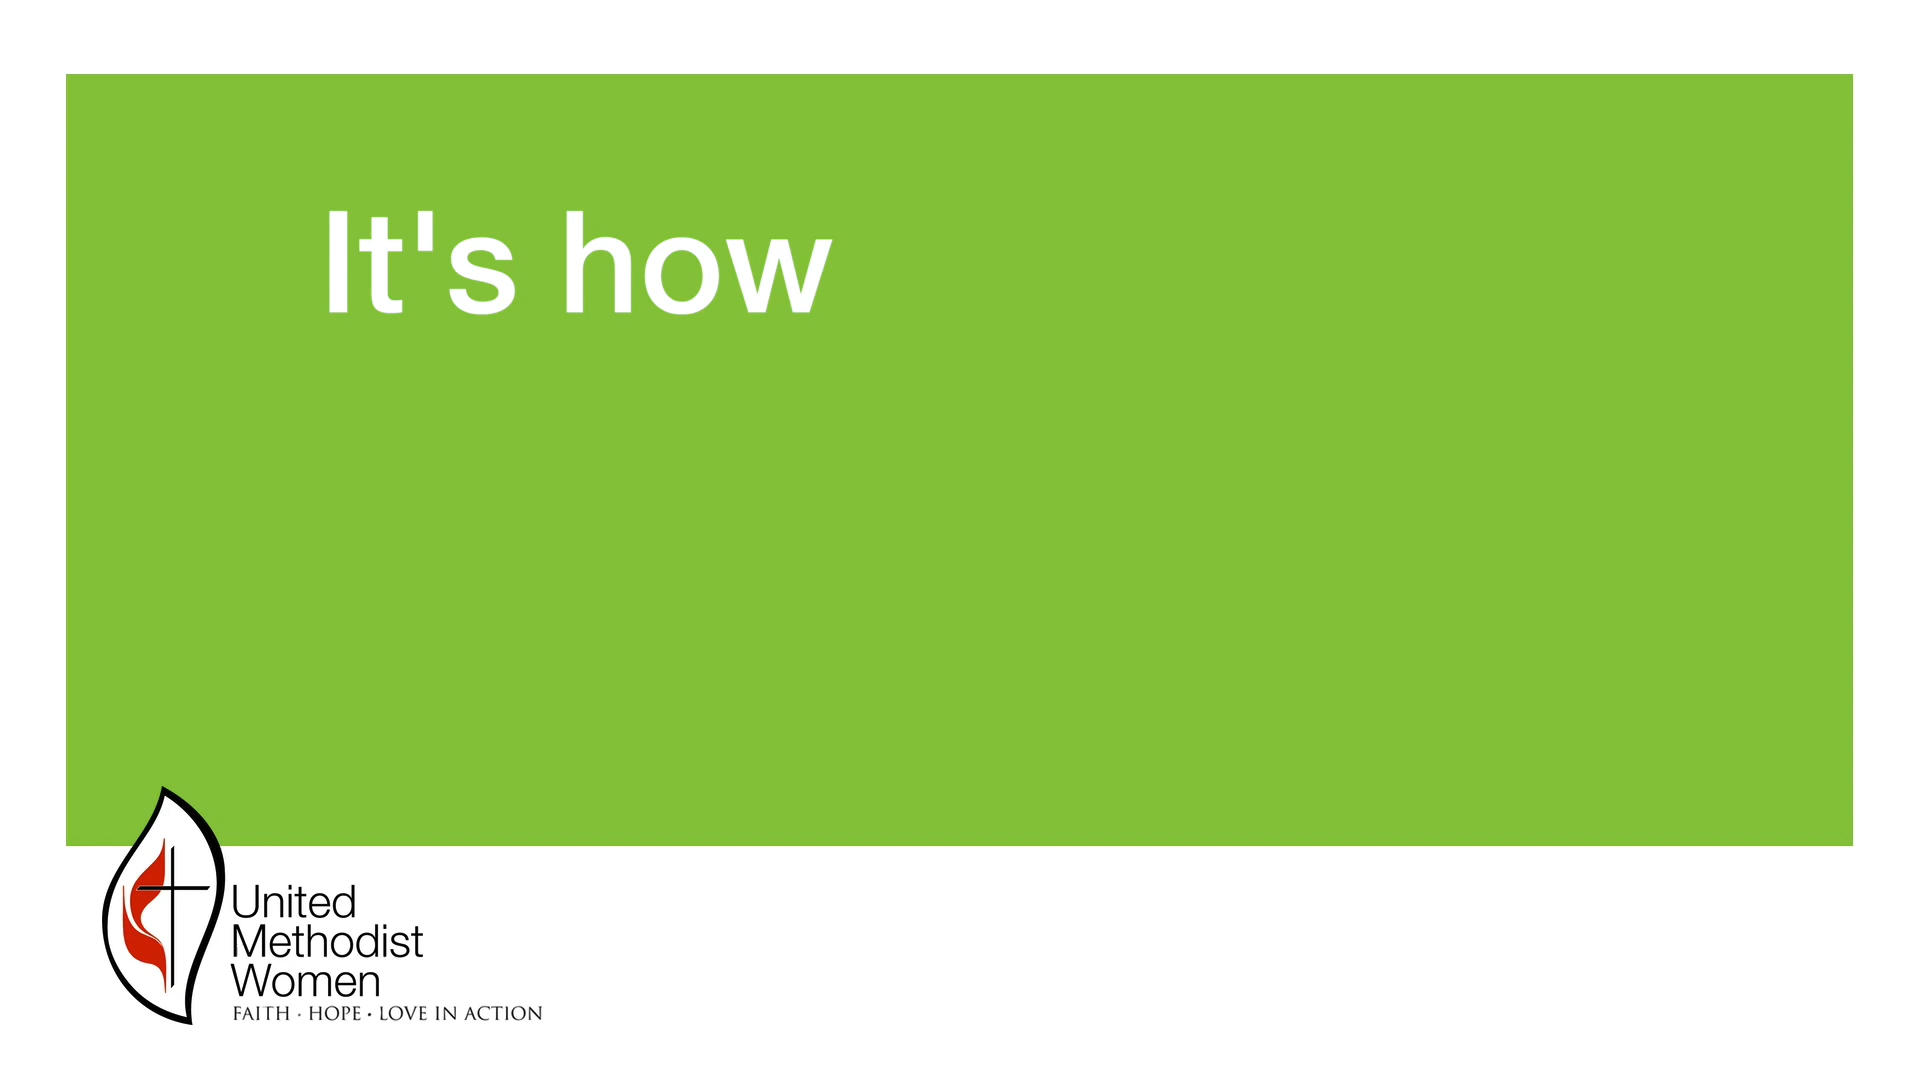 It's how
United
Methodist
Women
FAITH · HOPE · LOVE IN ACTION